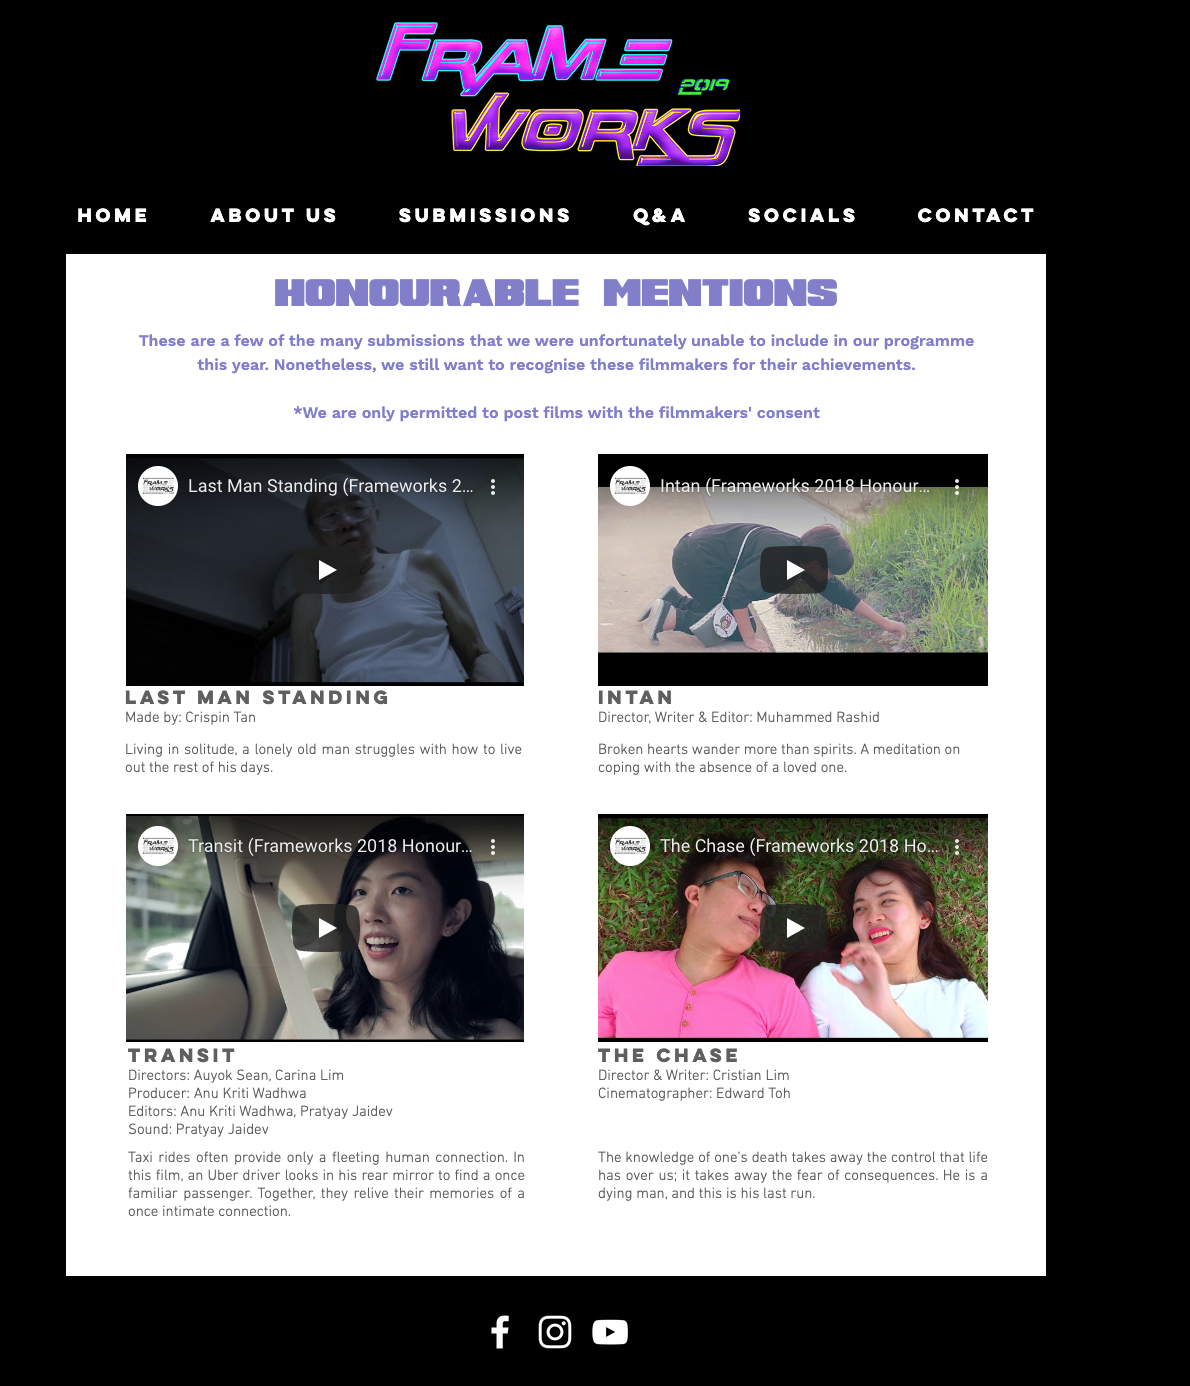 FRAME
2019
WORKS
HOME ABOUT US SUBMISSIONS Q&A SOCIALS CONTACT
HONOURABLE MENTIONS
These are a few of the many submissions that we were unfortunately unable to include in our programme
this year. Nonetheless, we still want to recognise these filmmakers for their achievements.
*We are only permitted to post films with the filmmakers' consent
FRAME
WORKS
Last Man Standing (Frameworks 2...
LAST MAN STANDING
Made by: Crispin Tan
Living in solitude, a lonely old man struggles with how to live
out the rest of his days.
FRAME
WORKS
Intan (Frameworks 2018 Honour...
INTAN
Director, Writer & Editor: Muhammed Rashid
Broken hearts wander more than spirits. A meditation on
coping with the absence of a loved one.
FRAME
WORKS
Transit (Frameworks 2018 Honour...
TRANSIT
Directors: Auyok Sean, Carina Lim
Producer: Anu Kriti Wadhwa
Editors: Anu Kriti Wadhwa, Pratyay Jaidev
Sound: Pratyay Jaidev
Taxi rides often provide only a fleeting human connection. In
this film, an Uber driver looks in his rear mirror to find a once
familiar passenger. Together, they relive their memories of a
once intimate connection.
FRAME
WORKS
The Chase (Frameworks 2018 Ho...
THE CHASE
Director & Writer: Cristian Lim
Cinematographer: Edward Toh
The knowledge of one's death takes away the control that life
has over us; it takes away the fear of consequences. He is a
dying man, and this is his last run.